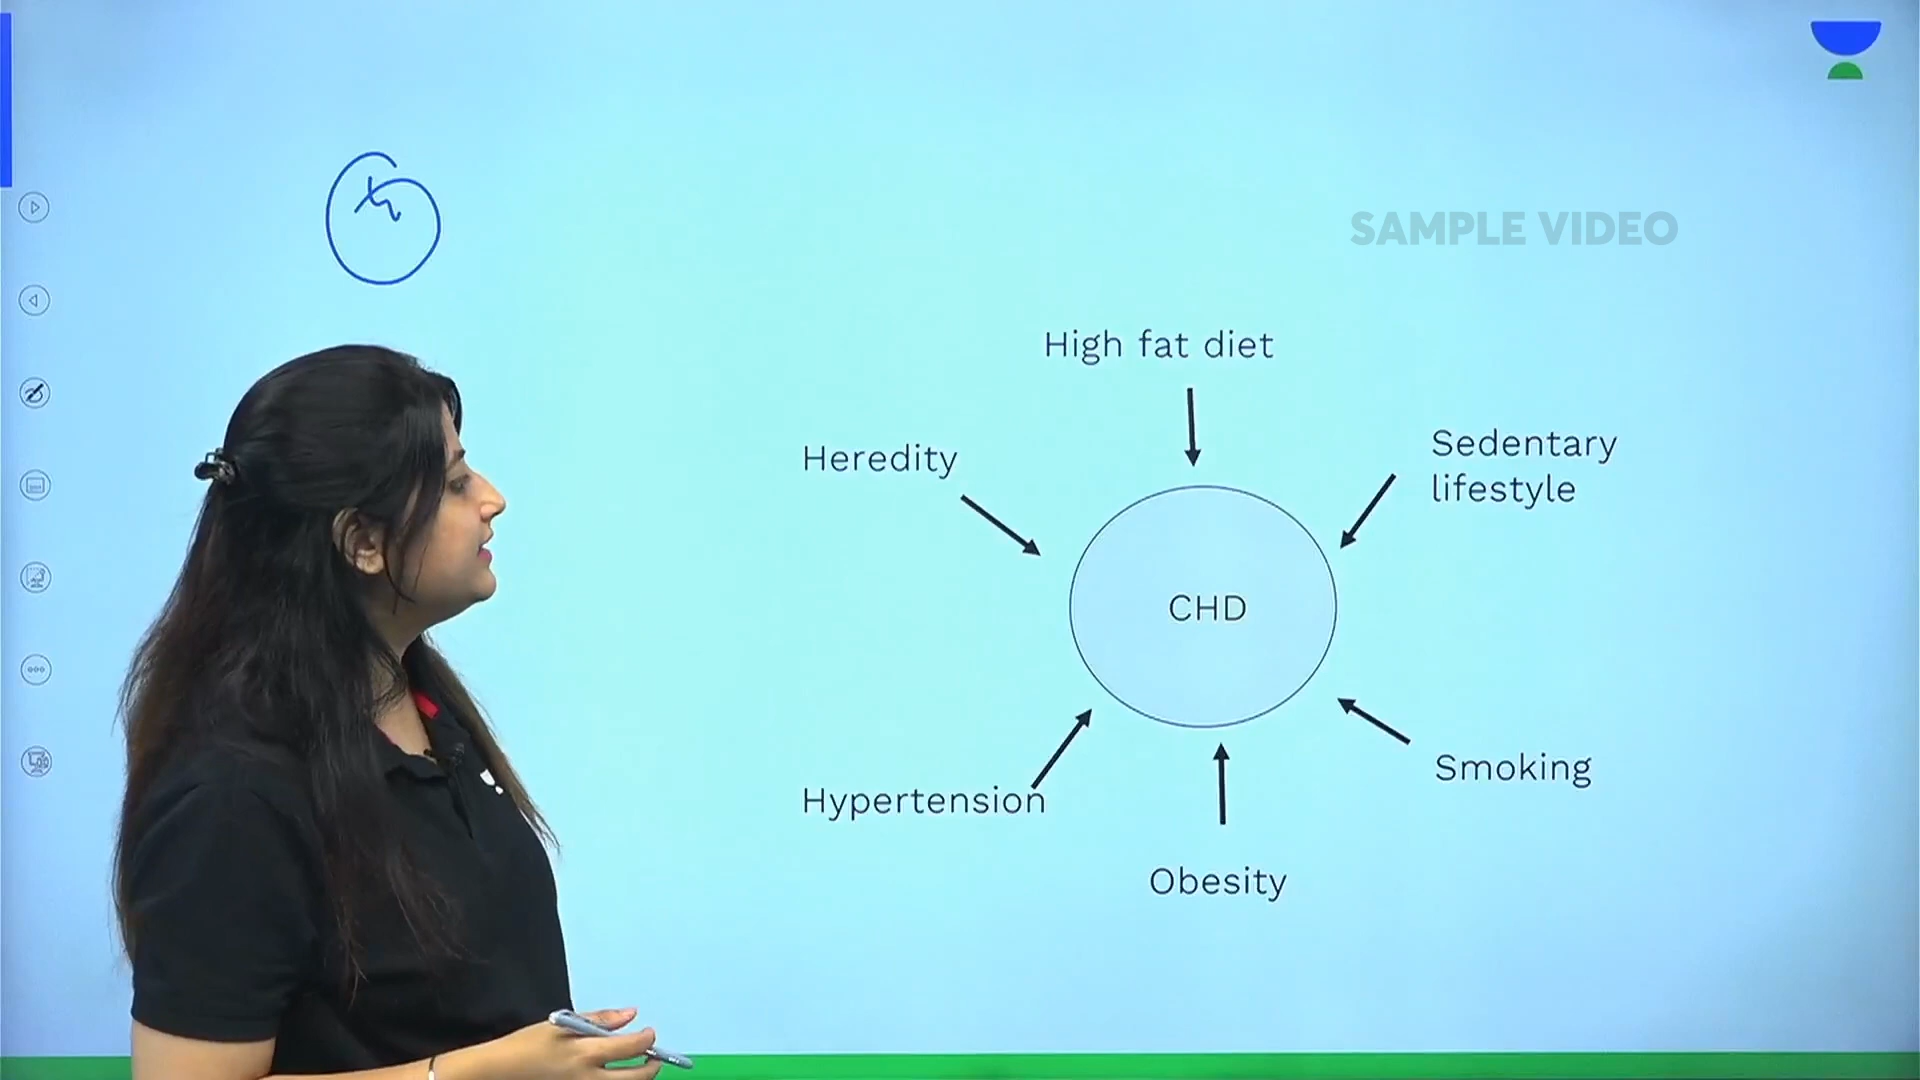 SAMPLE VIDEO
High fat diet
Heredity
Sedentary
lifestyle
CHD
Hypertension
Smoking
Obesity